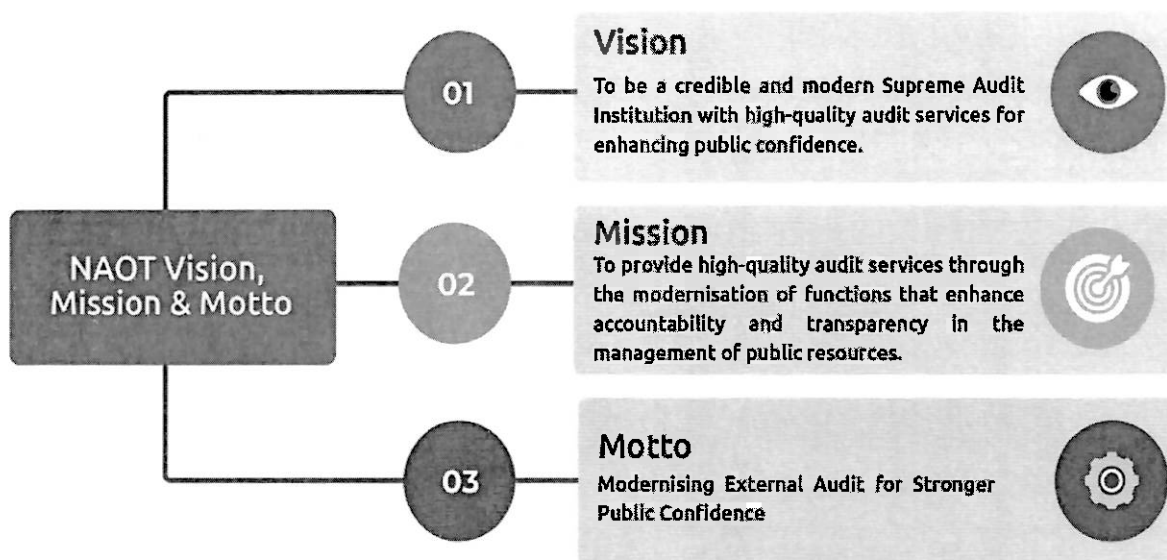 NAOT Vision,
Mission & Motto
01
Vision
To be a credible and modern Supreme Audit
Institution with high-quality audit services for
enhancing public confidence.
02
Mission
To provide high-quality audit services through
the modernisation of functions that enhance
accountability and transparency in the
management of public resources.
03
Motto
Modernising External Audit for Stronger
Public Confidence